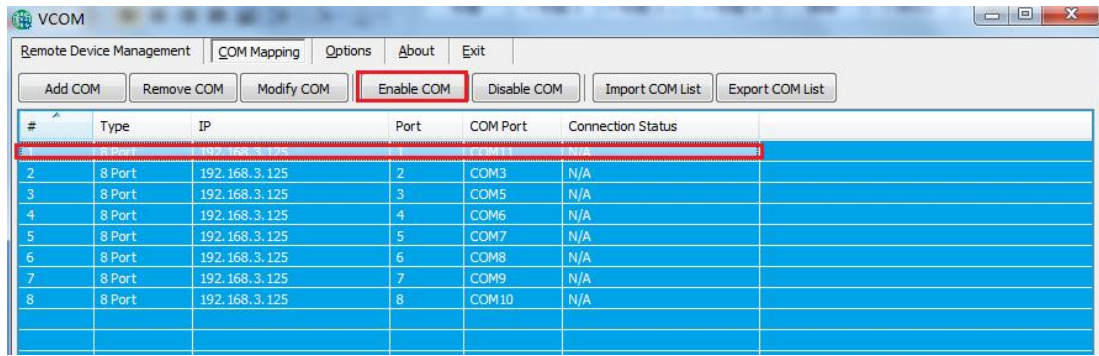 VCOM
Remote Device Management COM Mapping Options About Exit
Add COM Remove COM Modify COM Enable COM Disable COM Import COM List Export COM List
# Type IP Port COM Port Connection Status
1 8 Port 192.168.3.125 1 COM11 N/A
2 8 Port 192.168.3.125 2 COM3 N/A
3 8 Port 192.168.3.125 3 COM5 N/A
4 8 Port 192.168.3.125 4 COM6 N/A
5 8 Port 192.168.3.125 5 COM7 N/A
6 8 Port 192.168.3.125 6 COM8 N/A
7 8 Port 192.168.3.125 7 COM9 N/A
8 8 Port 192.168.3.125 8 COM10 N/A